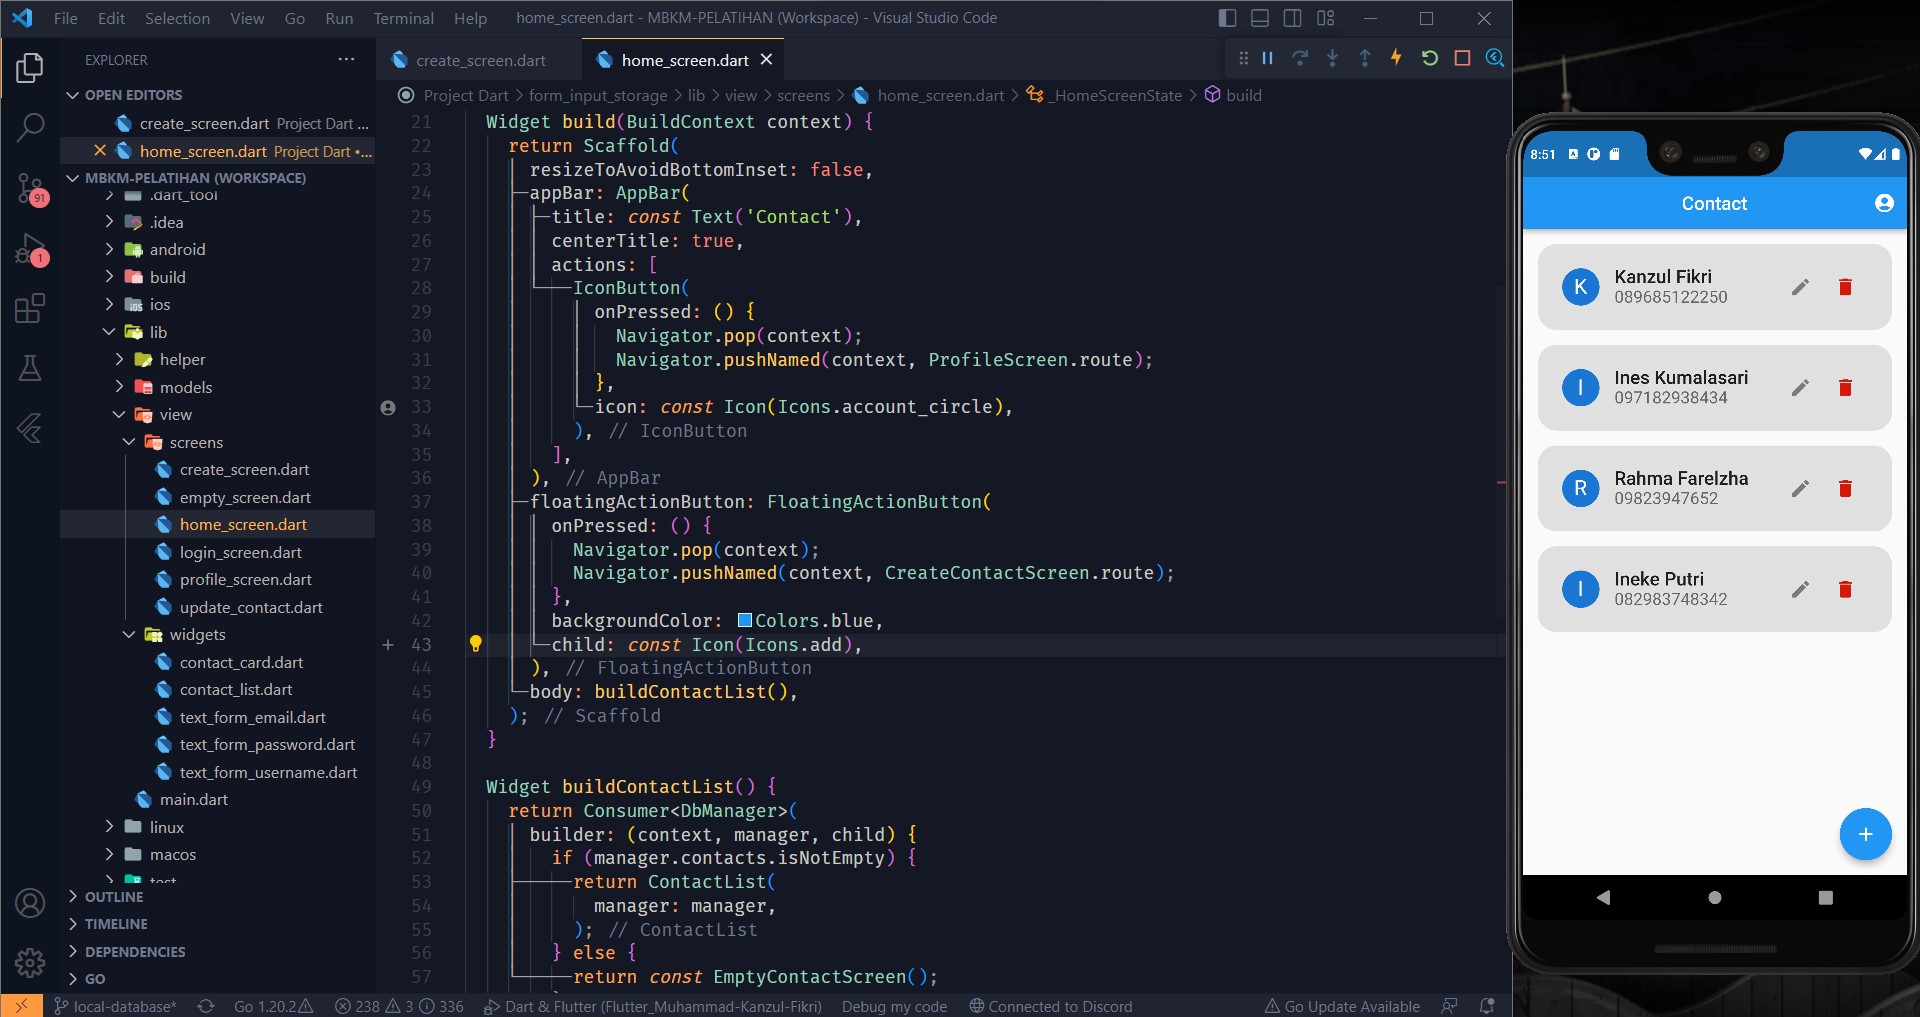 File Edit Selection View Go Run Terminal Help
home_screen.dart - MBKM-PELATIHAN (Workspace) - Visual Studio Code
EXPLORER
OPEN EDITORS
create_screen.dart Project Dart ...
home_screen.dart Project Dart •...
MBKM-PELATIHAN (WORKSPACE)
.dart_tool
.idea
android
build
ios
lib
helper
models
view
screens
create_screen.dart
empty_screen.dart
home_screen.dart
login_screen.dart
profile_screen.dart
update_contact.dart
widgets
contact_card.dart
contact_list.dart
text_form_email.dart
text_form_password.dart
text_form_username.dart
main.dart
linux
macos
test
OUTLINE
TIMELINE
DEPENDENCIES
GO
91
1
create_screen.dart
home_screen.dart
Project Dart > form_input_storage > lib > view > screens > home_screen.dart > _HomeScreenState > build
21 Widget build(BuildContext context) {
22 return Scaffold(
23 resizeToAvoidBottomInset: false,
24 appBar: AppBar(
25 title: const Text('Contact'),
26 centerTitle: true,
27 actions: [
28 IconButton(
29 onPressed: () {
30 Navigator.pop(context);
31 Navigator.pushNamed(context, ProfileScreen.route);
32 },
33 icon: const Icon(Icons.account_circle),
34 ), // IconButton
35 ],
36 ), // AppBar
37 floatingActionButton: FloatingActionButton(
38 onPressed: () {
39 Navigator.pop(context);
40 Navigator.pushNamed(context, CreateContactScreen.route);
41 },
42 backgroundColor: Colors.blue,
43 child: const Icon(Icons.add),
44 ), // FloatingActionButton
45 body: buildContactList(),
46 ); // Scaffold
47 }
48
49 Widget buildContactList() {
50 return Consumer<DbManager>(
51 builder: (context, manager, child) {
52 if (manager.contacts.isNotEmpty) {
53 return ContactList(
54 manager: manager,
55 ); // ContactList
56 } else {
57 return const EmptyContactScreen();
local-database* Go 1.20.2 238 3 336 Dart & Flutter (Flutter_Muhammad-Kanzul-Fikri) Debug my code Connected to Discord Go Update Available
8:51
Contact
K
Kanzul Fikri
089685122250
I
Ines Kumalasari
097182938434
R
Rahma Farelzha
09823947652
I
Ineke Putri
082983748342
+